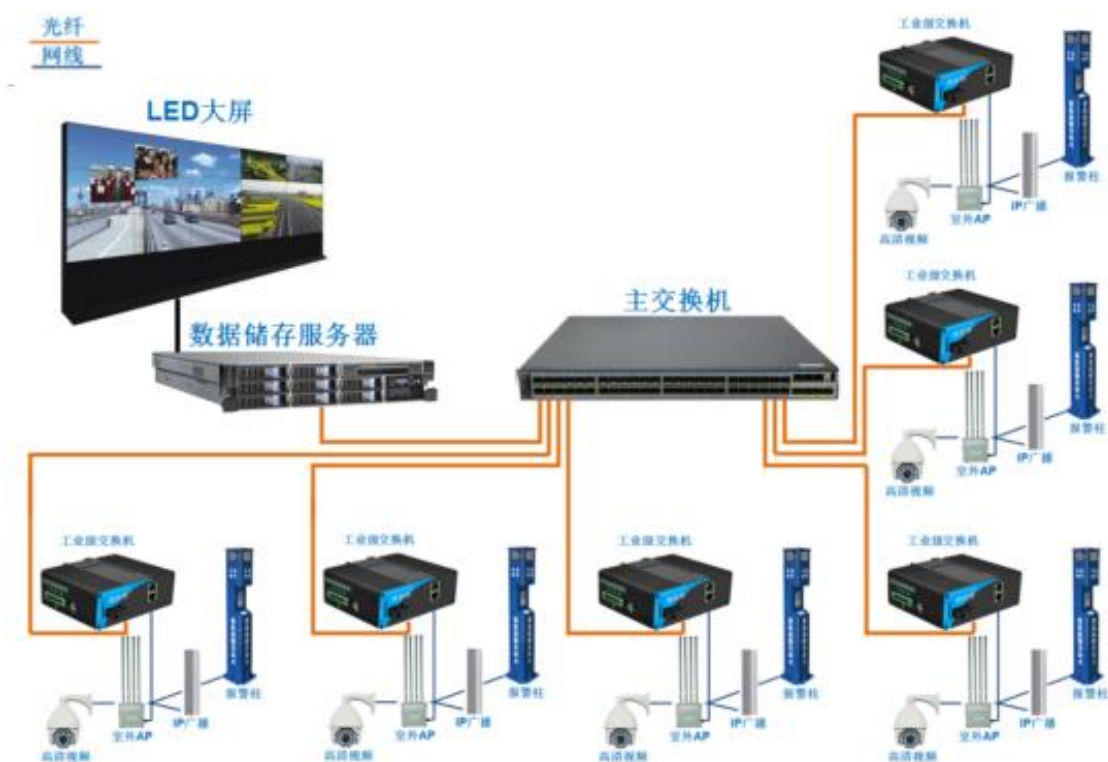 光纤
网线
LED大屏
数据储存服务器
主交换机
工业级交换机
报警柱
IP广播
室外AP
高清视频
工业级交换机
报警柱
IP广播
室外AP
高清视频
工业级交换机
报警柱
IP广播
室外AP
高清视频
工业级交换机
报警柱
IP广播
室外AP
高清视频
工业级交换机
报警柱
IP广播
室外AP
高清视频
工业级交换机
报警柱
IP广播
室外AP
高清视频